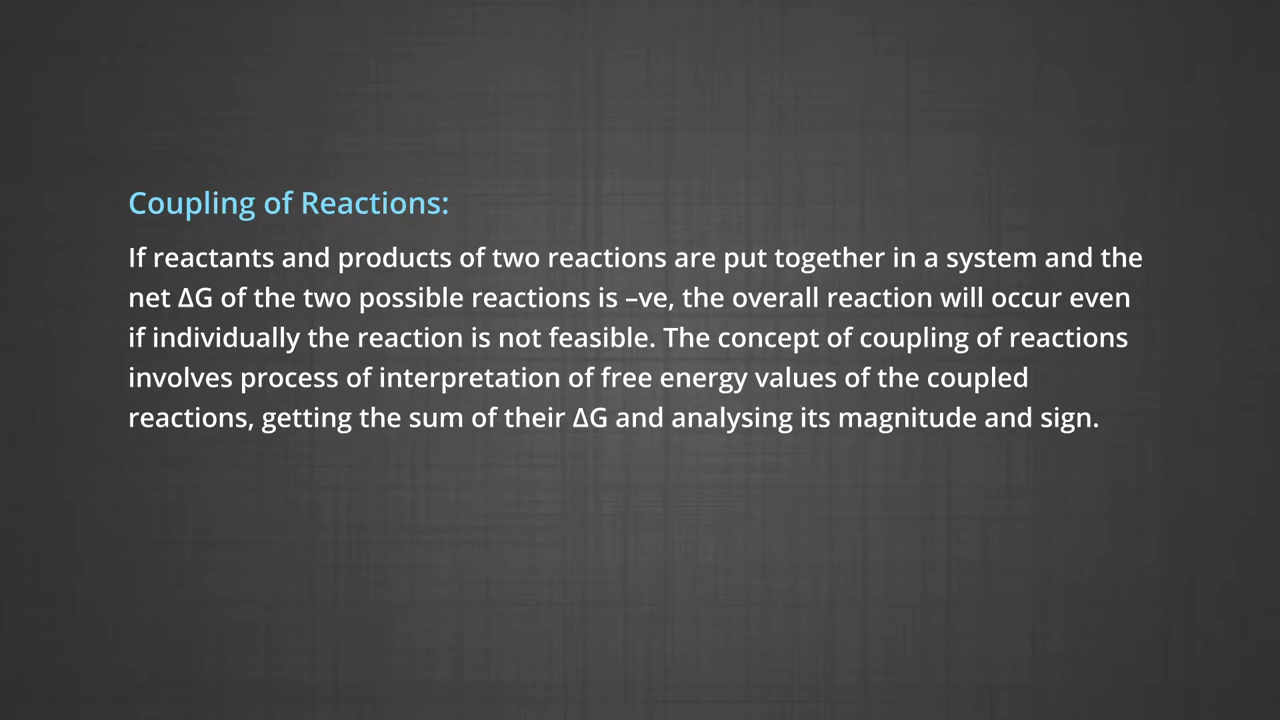 Coupling of Reactions:
If reactants and products of two reactions are put together in a system and the
net ΔG of the two possible reactions is –ve, the overall reaction will occur even
if individually the reaction is not feasible. The concept of coupling of reactions
involves process of interpretation of free energy values of the coupled
reactions, getting the sum of their ΔG and analysing its magnitude and sign.